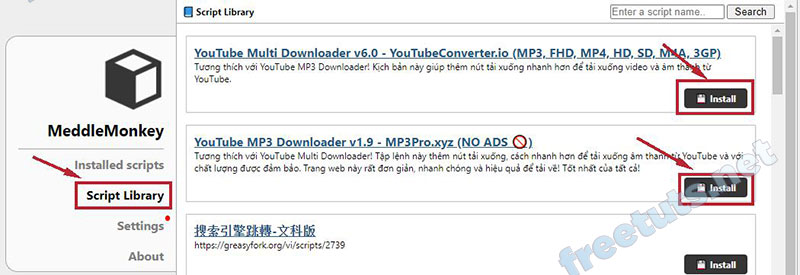 Script Library
Enter a script name..
Search
MeddleMonkey
Installed scripts
Script Library
Settings
About
YouTube Multi Downloader v6.0 - YouTubeConverter.io (MP3, FHD, MP4, HD, SD, M4A, 3GP)
Tương thích với YouTube MP3 Downloader! Kịch bản này giúp thêm nút tải xuống nhanh hơn để tải xuống video và âm thanh từ
YouTube.
Install
YouTube MP3 Downloader v1.9 - MP3Pro.xyz (NO ADS 🚫)
Tương thích với YouTube Multi Downloader! Tập lệnh này thêm nút tải xuống, cách nhanh hơn để tải xuống âm thanh từ YouTube và với
chất lượng được đảm bảo. Trang web này rất đơn giản, nhanh chóng và hiệu quả để tải về! Tốt nhất của tất cả!
Install
搜索引擎跳轉-文科版
https://greasyfork.org/vi/scripts/2739
Install
freetuts.net